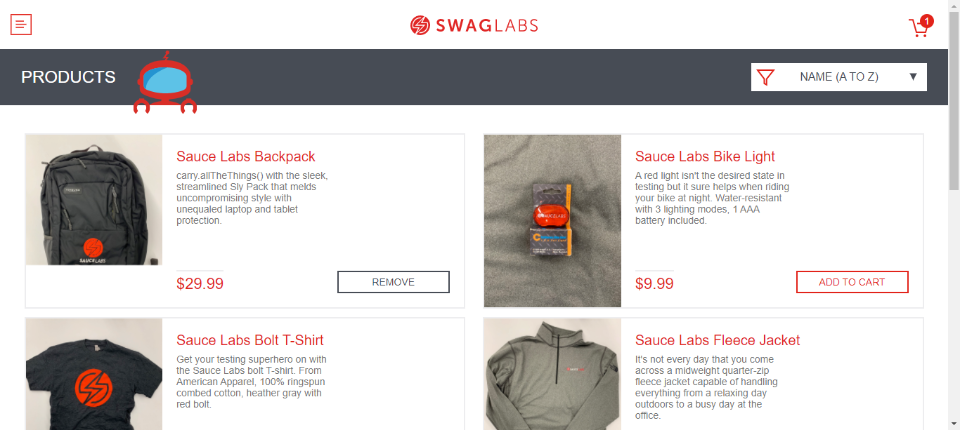 SWAGLABS
1
PRODUCTS
NAME (A TO Z)
Sauce Labs Backpack
carry.allTheThings() with the sleek,
streamlined Sly Pack that melds
uncompromising style with
unequaled laptop and tablet
protection.
$29.99
REMOVE
SAUCELABS
Sauce Labs Bike Light
A red light isn't the desired state in
testing but it sure helps when riding
your bike at night. Water-resistant
with 3 lighting modes, 1 AAA
battery included.
$9.99
ADD TO CART
Sauce Labs Bolt T-Shirt
Get your testing superhero on with
the Sauce Labs bolt T-shirt. From
American Apparel, 100% ringspun
combed cotton, heather gray with
red bolt.
Sauce Labs Fleece Jacket
It's not every day that you come
across a midweight quarter-zip
fleece jacket capable of handling
everything from a relaxing day
outdoors to a busy day at the
office.